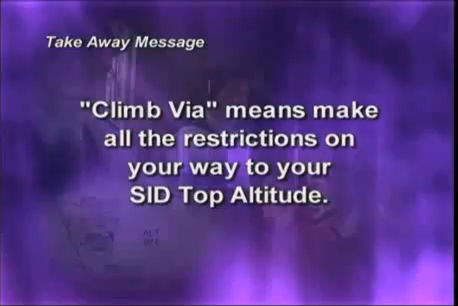 Take Away Message
"Climb Via" means make
all the restrictions on
your way to your
SID Top Altitude.